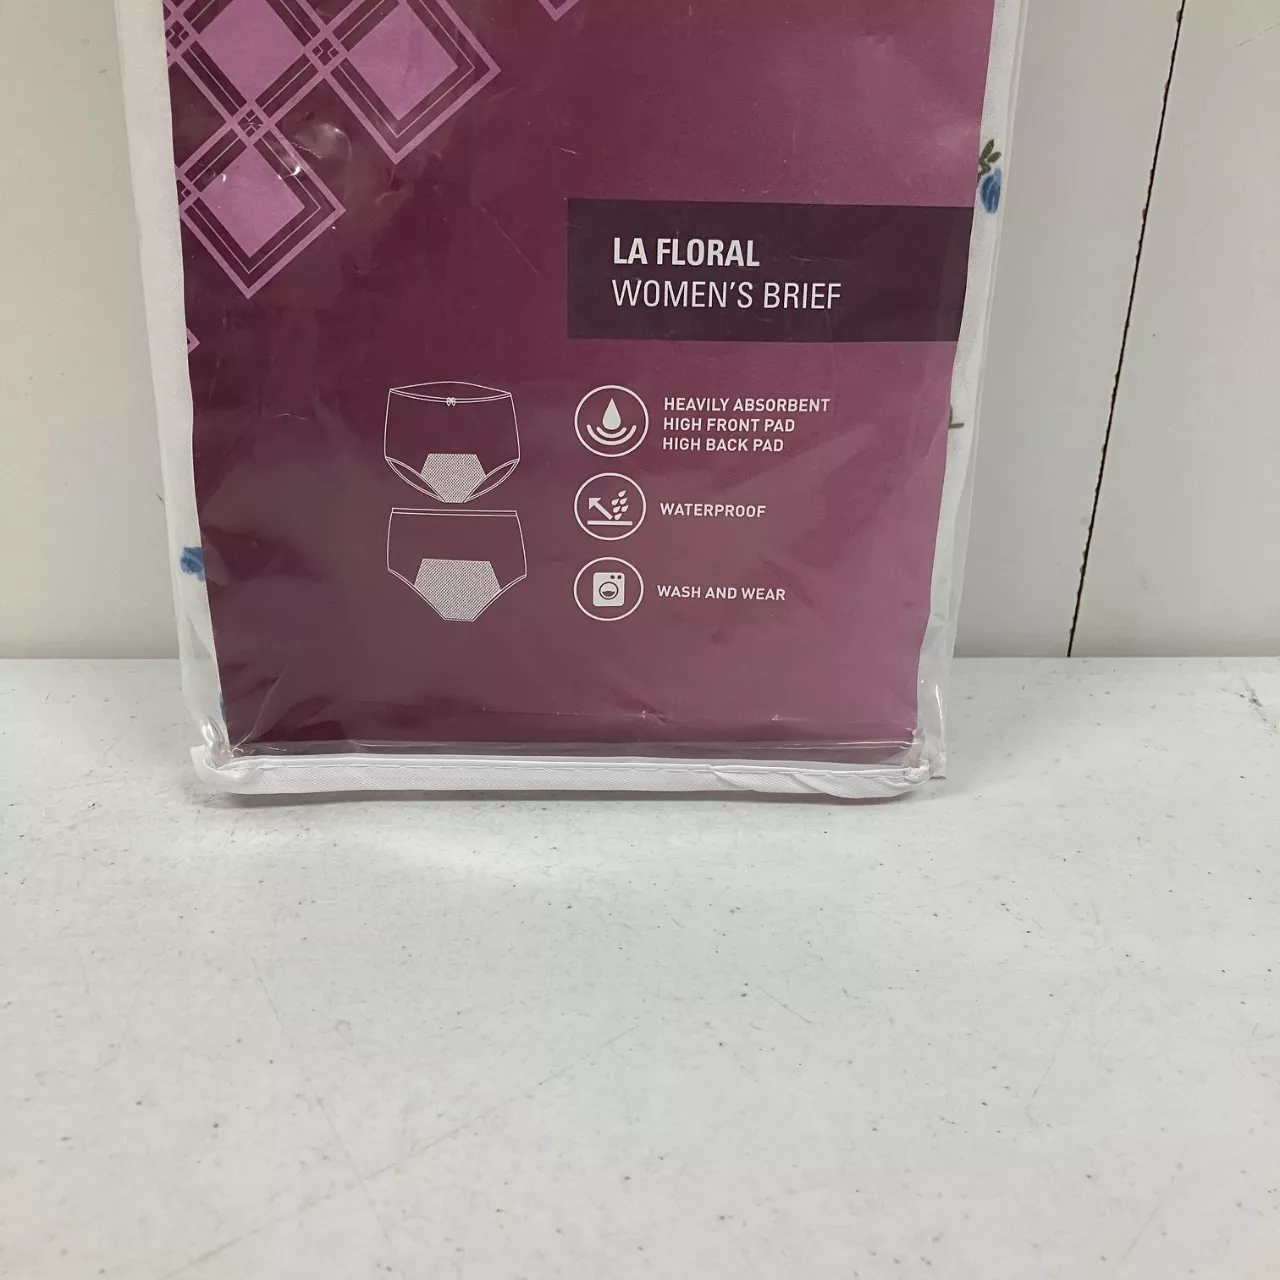 LA FLORAL
WOMEN'S BRIEF
HEAVILY ABSORBENT
HIGH FRONT PAD
HIGH BACK PAD
WATERPROOF
WASH AND WEAR